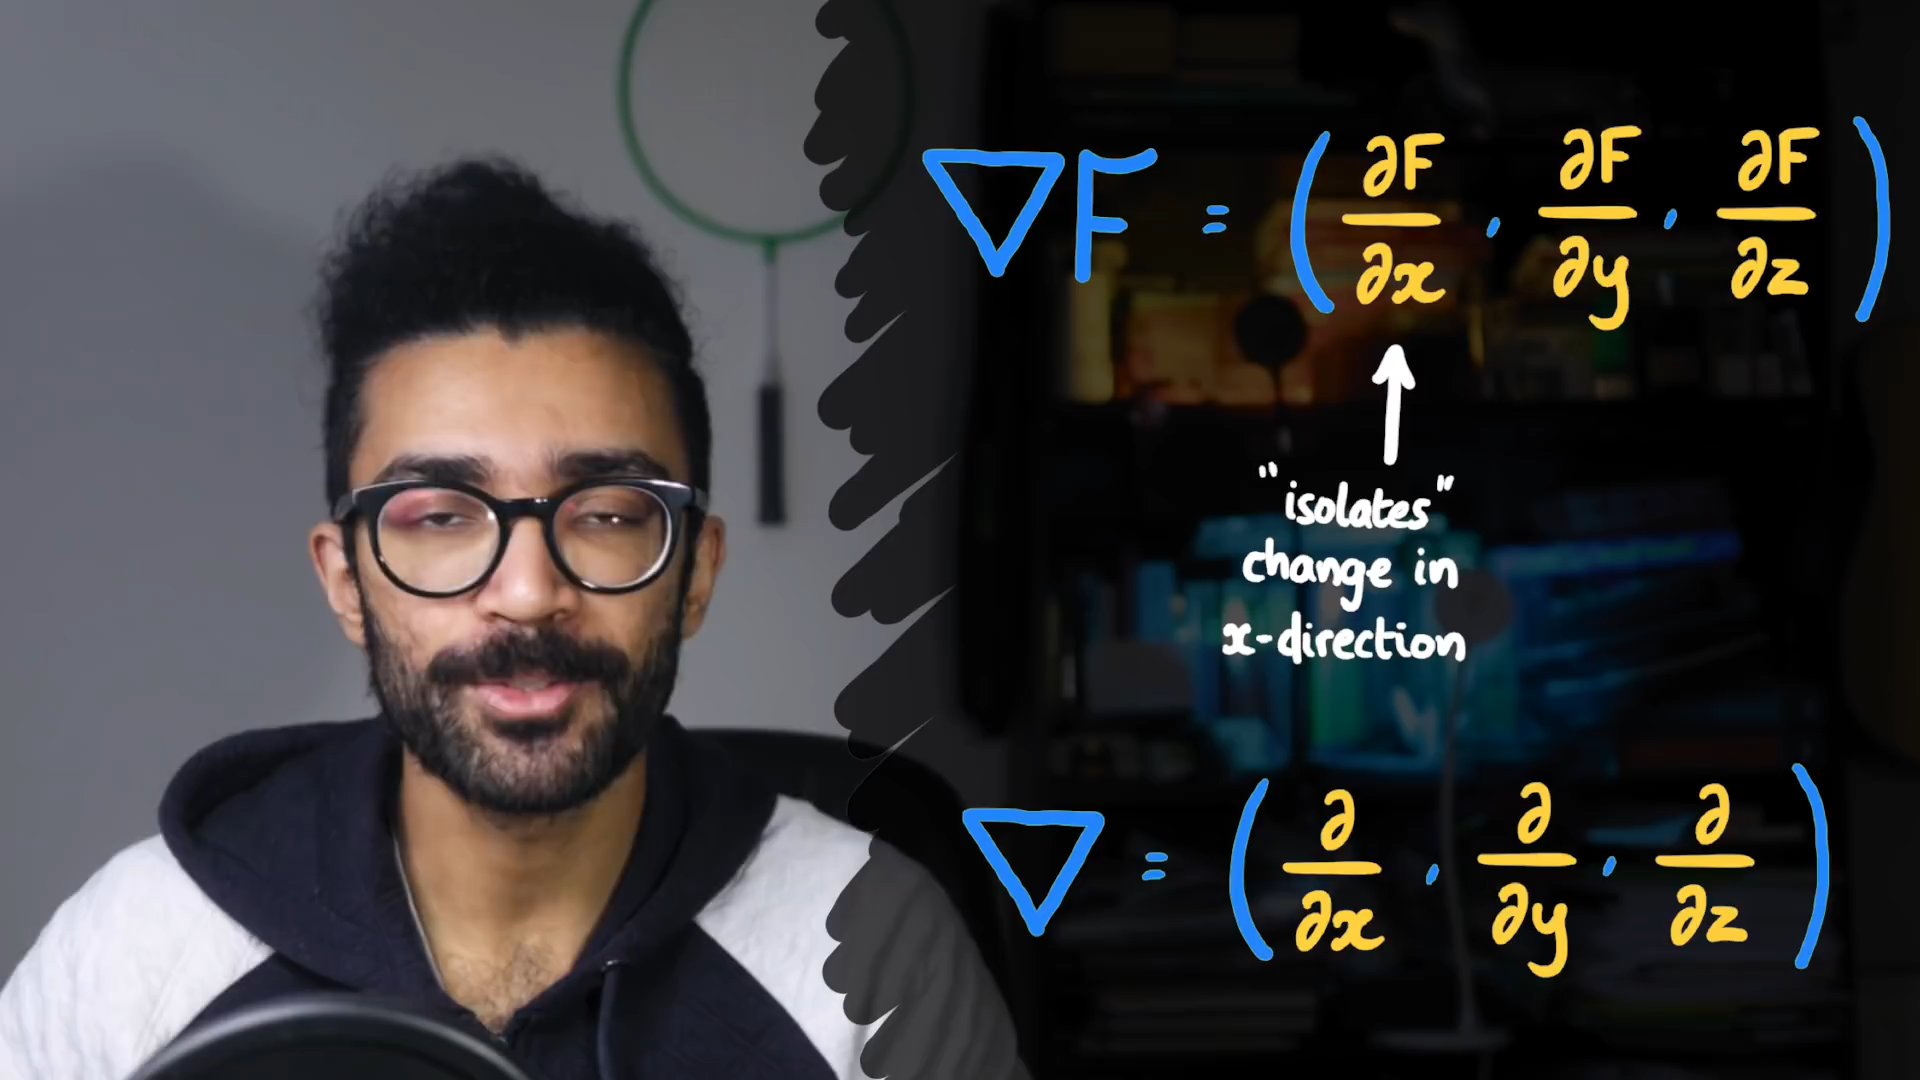 ∇F = (∂F/∂x, ∂F/∂y, ∂F/∂z)
"isolates"
change in
x-direction
∇ = (∂/∂x, ∂/∂y, ∂/∂z)